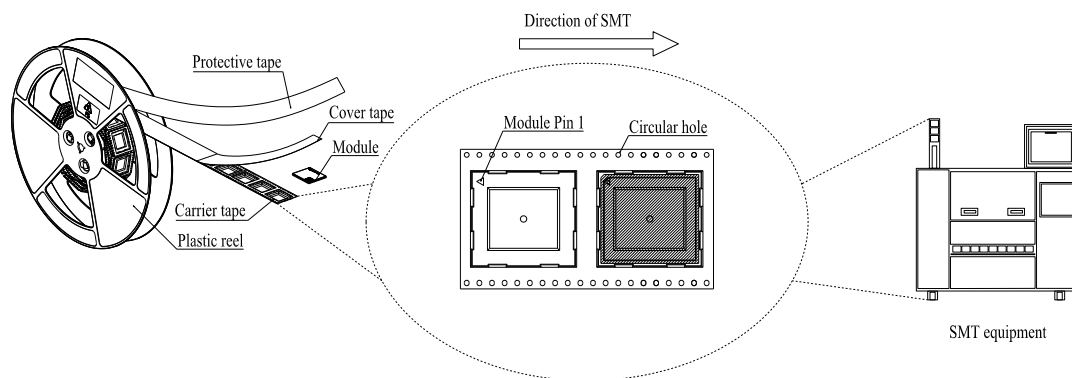 Direction of SMT
Protective tape
Cover tape
Module
Module Pin 1
Circular hole
Carrier tape
Plastic reel
SMT equipment